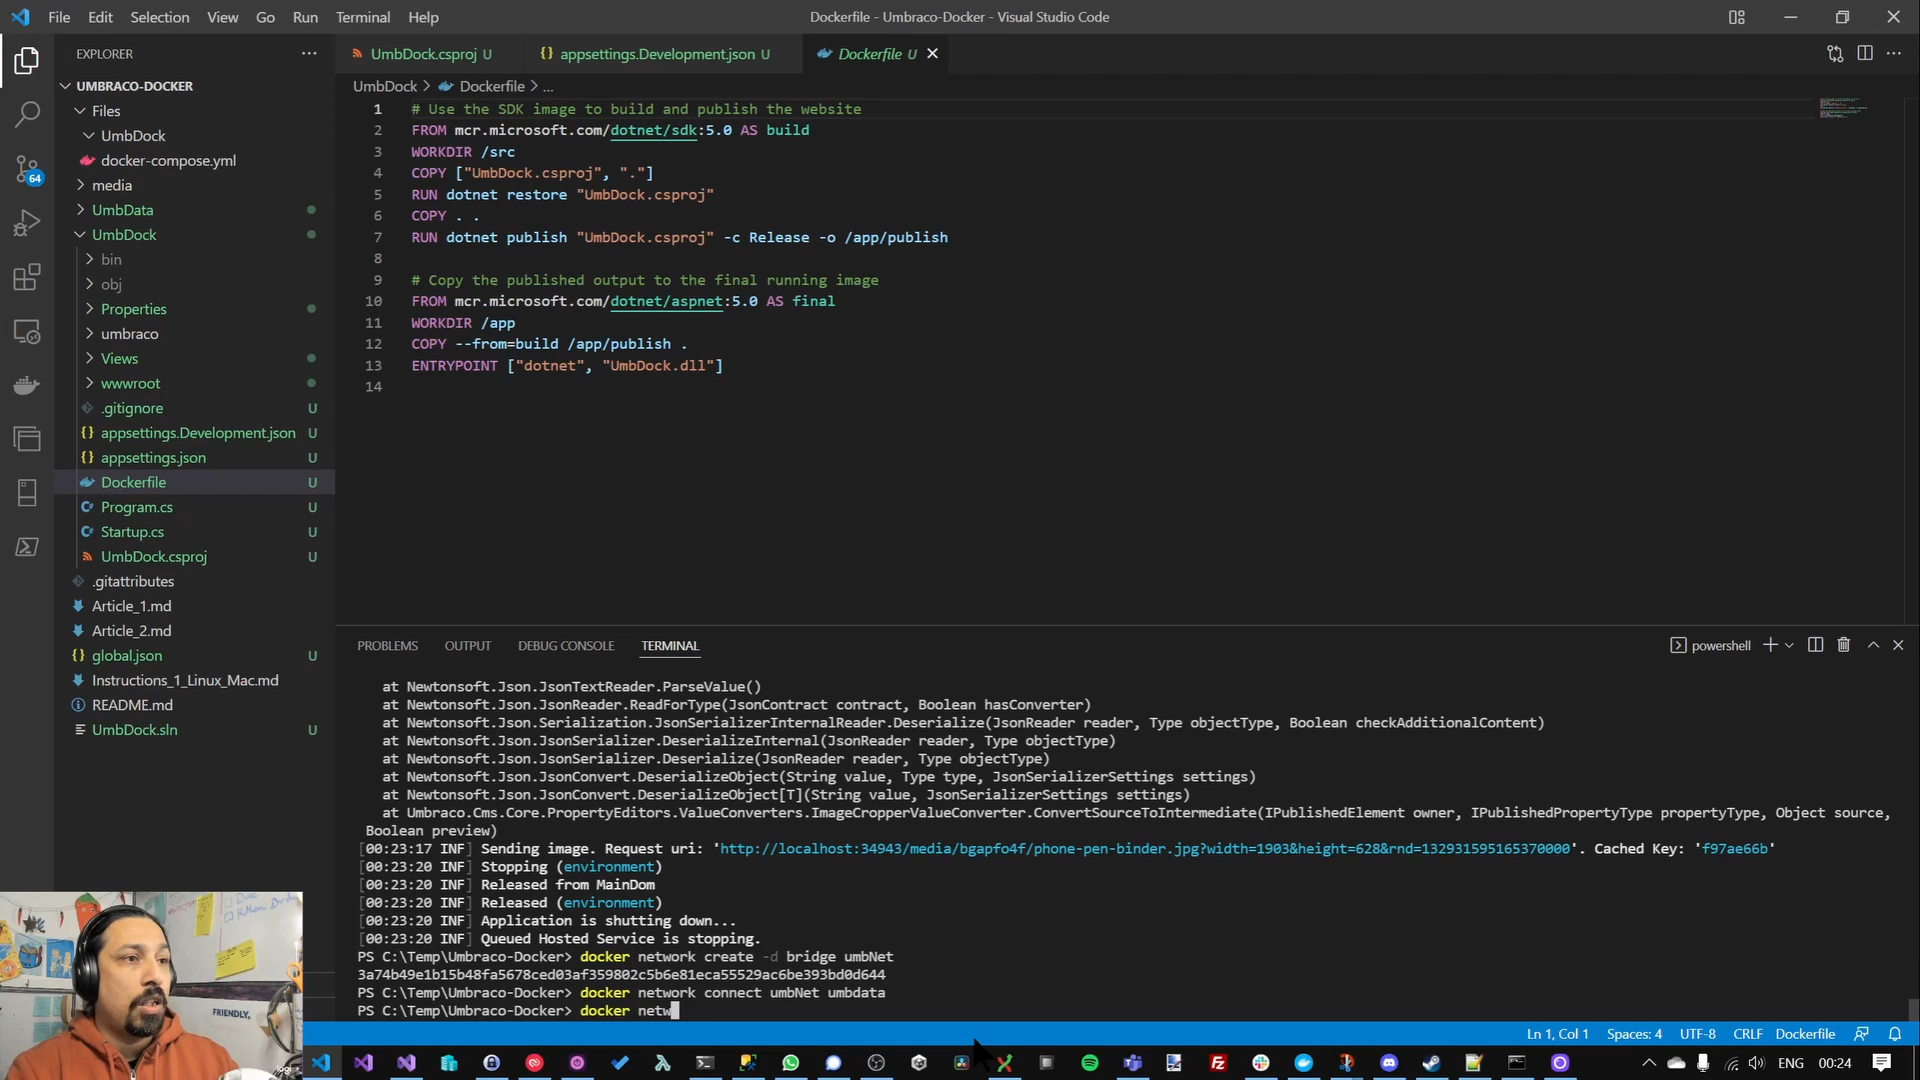 File Edit Selection View Go Run Terminal Help
Dockerfile - Umbraco-Docker - Visual Studio Code
EXPLORER
UMBRACO-DOCKER
Files
UmbDock
docker-compose.yml
media
UmbData
UmbDock
bin
obj
Properties
umbraco
Views
wwwroot
.gitignore U
appsettings.Development.json U
appsettings.json U
Dockerfile U
Program.cs U
Startup.cs U
UmbDock.csproj U
.gitattributes
Article_1.md
Article_2.md
global.json U
Instructions_1_Linux_Mac.md
README.md
UmbDock.sln U
64
UmbDock.csproj U appsettings.Development.json U Dockerfile U
UmbDock > Dockerfile > ...
1 # Use the SDK image to build and publish the website
2 FROM mcr.microsoft.com/dotnet/sdk:5.0 AS build
3 WORKDIR /src
4 COPY ["UmbDock.csproj", "."]
5 RUN dotnet restore "UmbDock.csproj"
6 COPY . .
7 RUN dotnet publish "UmbDock.csproj" -c Release -o /app/publish
8
9 # Copy the published output to the final running image
10 FROM mcr.microsoft.com/dotnet/aspnet:5.0 AS final
11 WORKDIR /app
12 COPY --from=build /app/publish .
13 ENTRYPOINT ["dotnet", "UmbDock.dll"]
14
PROBLEMS OUTPUT DEBUG CONSOLE TERMINAL
powershell
at Newtonsoft.Json.JsonTextReader.ParseValue()
at Newtonsoft.Json.JsonReader.ReadForType(JsonContract contract, Boolean hasConverter)
at Newtonsoft.Json.Serialization.JsonSerializerInternalReader.Deserialize(JsonReader reader, Type objectType, Boolean checkAdditionalContent)
at Newtonsoft.Json.JsonSerializer.DeserializeInternal(JsonReader reader, Type objectType)
at Newtonsoft.Json.JsonSerializer.Deserialize(JsonReader reader, Type objectType)
at Newtonsoft.Json.JsonConvert.DeserializeObject(String value, Type type, JsonSerializerSettings settings)
at Newtonsoft.Json.JsonConvert.DeserializeObject[T](String value, JsonSerializerSettings settings)
at Umbraco.Cms.Core.PropertyEditors.ValueConverters.ImageCropperValueConverter.ConvertSourceToIntermediate(IPublishedElement owner, IPublishedPropertyType propertyType, Object source,
Boolean preview)
[00:23:17 INF] Sending image. Request uri: 'http://localhost:34943/media/bgapfo4f/phone-pen-binder.jpg?width=1903&height=628&rnd=132931595165370000'. Cached Key: 'f97ae66b'
[00:23:20 INF] Stopping (environment)
[00:23:20 INF] Released from MainDom
[00:23:20 INF] Released (environment)
[00:23:20 INF] Application is shutting down...
[00:23:20 INF] Queued Hosted Service is stopping.
PS C:\Temp\Umbraco-Docker> docker network create -d bridge umbNet
3a74b49e1b15b48fa5678ced03af359802c5b6e81eca55529ac6be393bd0d644
PS C:\Temp\Umbraco-Docker> docker network connect umbNet umbdata
PS C:\Temp\Umbraco-Docker> docker netw
FRIENDLY.
logi
Ln 1, Col 1 Spaces: 4 UTF-8 CRLF Dockerfile
ENG 00:24